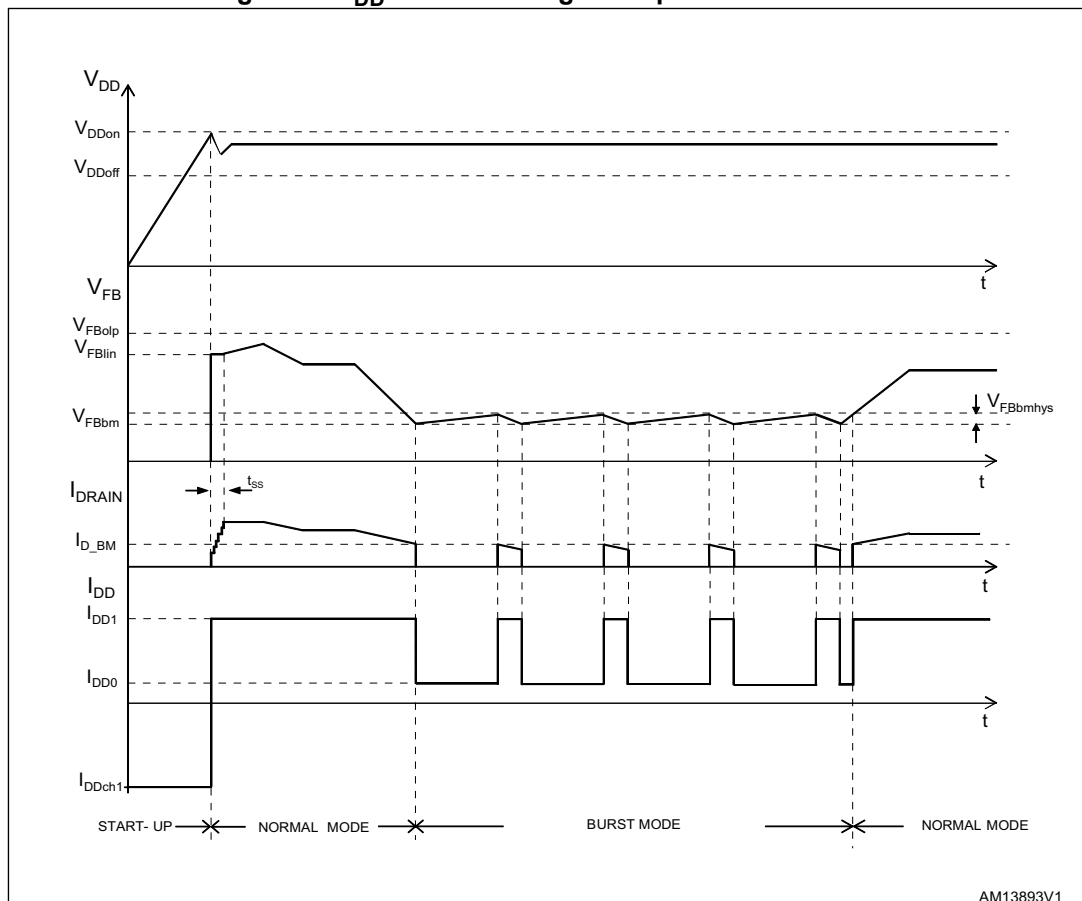 V_DD
V_DDon
V_DDoff
t
V_FB
V_FBolp
V_FBlin
V_FBbm
V_FBbmhys
t
t_SS
I_DRAIN
I_D_BM
t
I_DD
I_DD1
I_DD0
t
I_DDch1
START- UP
NORMAL MODE
BURST MODE
NORMAL MODE
AM13893V1